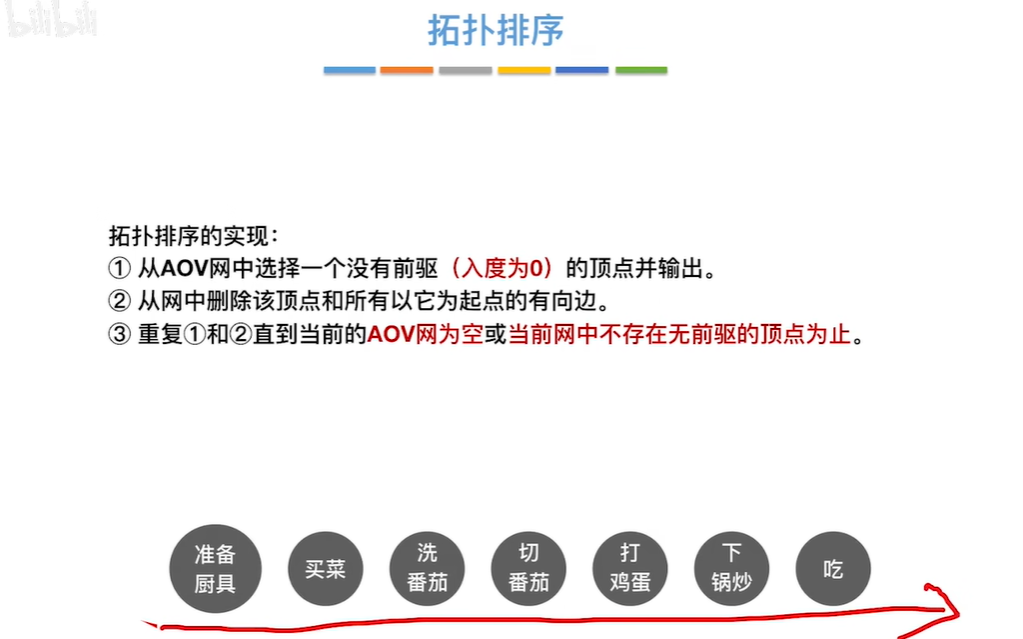 bilibili
拓扑排序
拓扑排序的实现：
① 从AOV网中选择一个没有前驱（入度为0）的顶点并输出。
② 从网中删除该顶点和所有以它为起点的有向边。
③ 重复①和②直到当前的AOV网为空或当前网中不存在无前驱的顶点为止。
准备
厨具
买菜
洗
番茄
切
番茄
打
鸡蛋
下
锅炒
吃